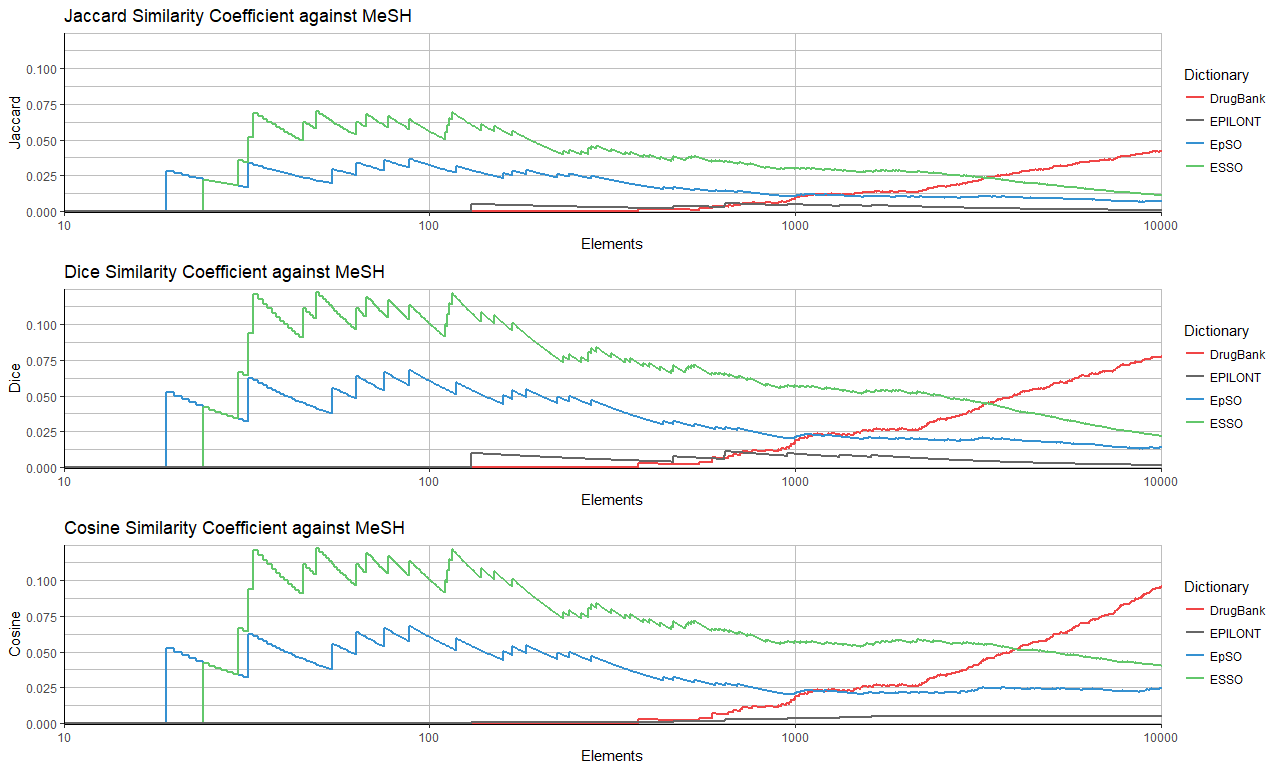 Jaccard Similarity Coefficient against MeSH
Jaccard
0.100
0.075
0.050
0.025
0.000
10
100
1000
10000
Elements
Dictionary
DrugBank
EPILONT
EpSO
ESSO
Dice Similarity Coefficient against MeSH
Dice
0.100
0.075
0.050
0.025
0.000
10
100
1000
10000
Elements
Dictionary
DrugBank
EPILONT
EpSO
ESSO
Cosine Similarity Coefficient against MeSH
Cosine
0.100
0.075
0.050
0.025
0.000
10
100
1000
10000
Elements
Dictionary
DrugBank
EPILONT
EpSO
ESSO